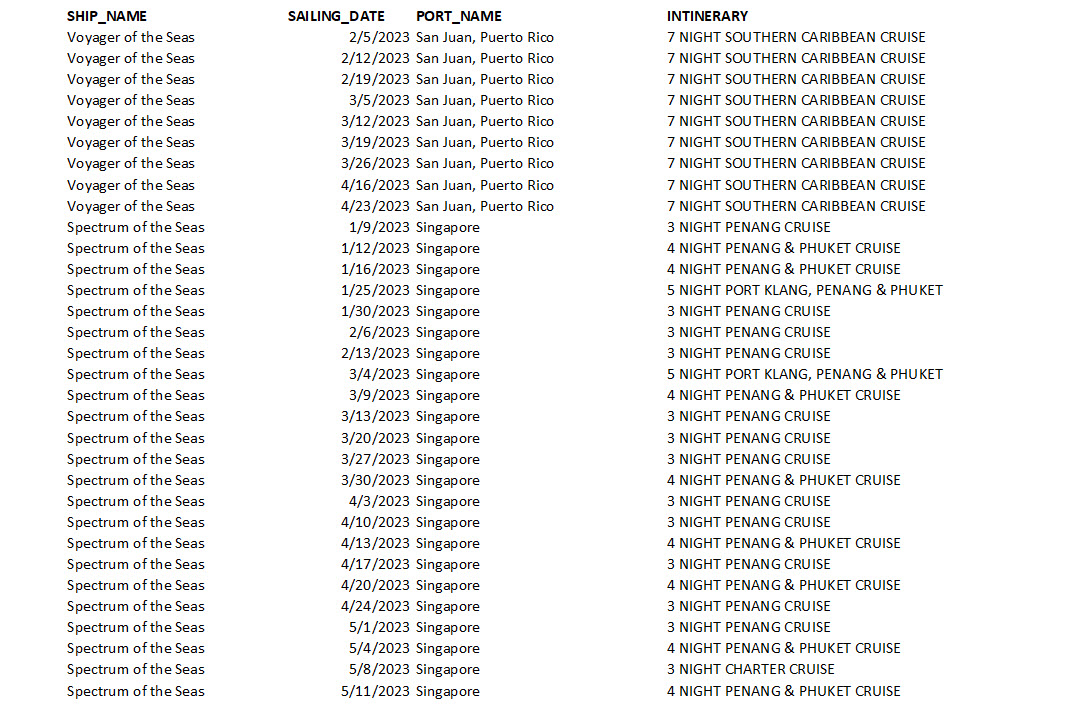 SHIP_NAME SAILING_DATE PORT_NAME INTINERARY
Voyager of the Seas 2/5/2023 San Juan, Puerto Rico 7 NIGHT SOUTHERN CARIBBEAN CRUISE
Voyager of the Seas 2/12/2023 San Juan, Puerto Rico 7 NIGHT SOUTHERN CARIBBEAN CRUISE
Voyager of the Seas 2/19/2023 San Juan, Puerto Rico 7 NIGHT SOUTHERN CARIBBEAN CRUISE
Voyager of the Seas 3/5/2023 San Juan, Puerto Rico 7 NIGHT SOUTHERN CARIBBEAN CRUISE
Voyager of the Seas 3/12/2023 San Juan, Puerto Rico 7 NIGHT SOUTHERN CARIBBEAN CRUISE
Voyager of the Seas 3/19/2023 San Juan, Puerto Rico 7 NIGHT SOUTHERN CARIBBEAN CRUISE
Voyager of the Seas 3/26/2023 San Juan, Puerto Rico 7 NIGHT SOUTHERN CARIBBEAN CRUISE
Voyager of the Seas 4/16/2023 San Juan, Puerto Rico 7 NIGHT SOUTHERN CARIBBEAN CRUISE
Voyager of the Seas 4/23/2023 San Juan, Puerto Rico 7 NIGHT SOUTHERN CARIBBEAN CRUISE
Spectrum of the Seas 1/9/2023 Singapore 3 NIGHT PENANG CRUISE
Spectrum of the Seas 1/12/2023 Singapore 4 NIGHT PENANG & PHUKET CRUISE
Spectrum of the Seas 1/16/2023 Singapore 4 NIGHT PENANG & PHUKET CRUISE
Spectrum of the Seas 1/25/2023 Singapore 5 NIGHT PORT KLANG, PENANG & PHUKET
Spectrum of the Seas 1/30/2023 Singapore 3 NIGHT PENANG CRUISE
Spectrum of the Seas 2/6/2023 Singapore 3 NIGHT PENANG CRUISE
Spectrum of the Seas 2/13/2023 Singapore 3 NIGHT PENANG CRUISE
Spectrum of the Seas 3/4/2023 Singapore 5 NIGHT PORT KLANG, PENANG & PHUKET
Spectrum of the Seas 3/9/2023 Singapore 4 NIGHT PENANG & PHUKET CRUISE
Spectrum of the Seas 3/13/2023 Singapore 3 NIGHT PENANG CRUISE
Spectrum of the Seas 3/20/2023 Singapore 3 NIGHT PENANG CRUISE
Spectrum of the Seas 3/27/2023 Singapore 3 NIGHT PENANG CRUISE
Spectrum of the Seas 3/30/2023 Singapore 4 NIGHT PENANG & PHUKET CRUISE
Spectrum of the Seas 4/3/2023 Singapore 3 NIGHT PENANG CRUISE
Spectrum of the Seas 4/10/2023 Singapore 3 NIGHT PENANG CRUISE
Spectrum of the Seas 4/13/2023 Singapore 4 NIGHT PENANG & PHUKET CRUISE
Spectrum of the Seas 4/17/2023 Singapore 3 NIGHT PENANG CRUISE
Spectrum of the Seas 4/20/2023 Singapore 4 NIGHT PENANG & PHUKET CRUISE
Spectrum of the Seas 4/24/2023 Singapore 3 NIGHT PENANG CRUISE
Spectrum of the Seas 5/1/2023 Singapore 3 NIGHT PENANG CRUISE
Spectrum of the Seas 5/4/2023 Singapore 4 NIGHT PENANG & PHUKET CRUISE
Spectrum of the Seas 5/8/2023 Singapore 3 NIGHT CHARTER CRUISE
Spectrum of the Seas 5/11/2023 Singapore 4 NIGHT PENANG & PHUKET CRUISE